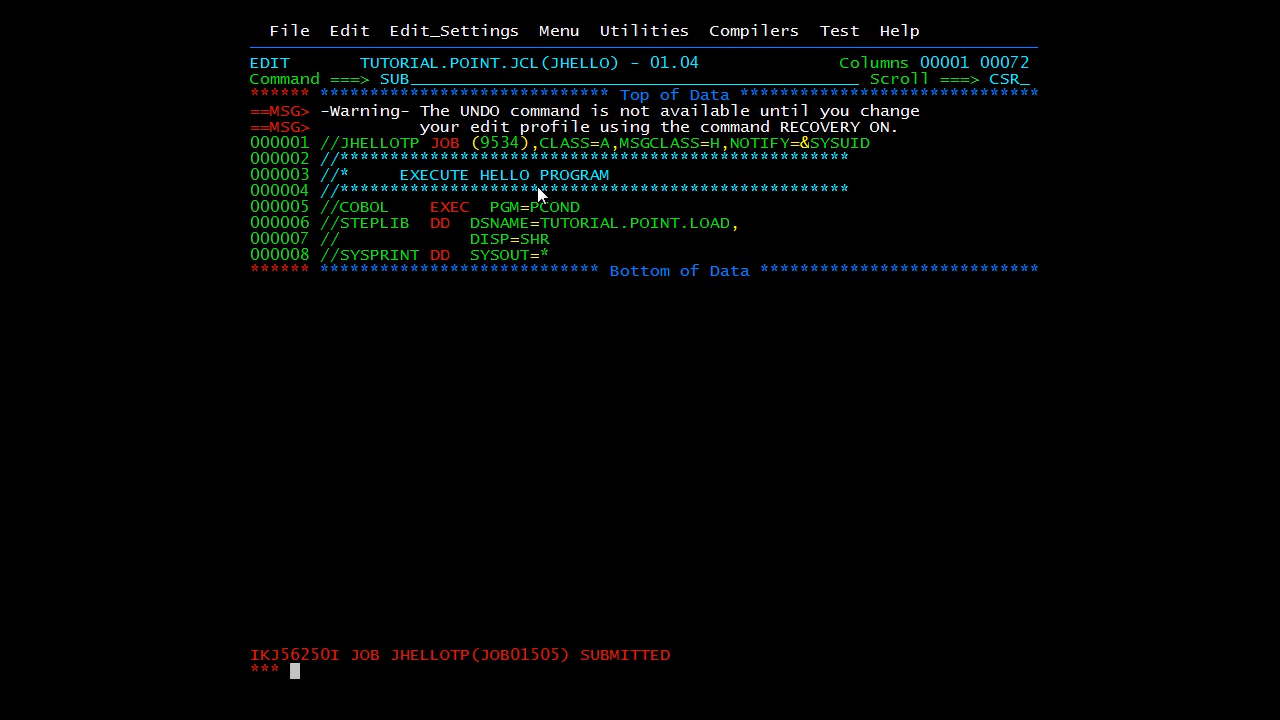 File Edit Edit_Settings Menu Utilities Compilers Test Help
EDIT TUTORIAL.POINT.JCL(JHELLO) - 01.04 Columns 00001 00072
Command ===> SUB Scroll ===> CSR_
****** ***************************** Top of Data ******************************
==MSG> -Warning- The UNDO command is not available until you change
==MSG> your edit profile using the command RECOVERY ON.
000001 //JHELLOTP JOB (9534),CLASS=A,MSGCLASS=H,NOTIFY=&SYSUID
000002 //***************************************************
000003 //* EXECUTE HELLO PROGRAM
000004 //***************************************************
000005 //COBOL EXEC PGM=PCOND
000006 //STEPLIB DD DSNAME=TUTORIAL.POINT.LOAD,
000007 // DISP=SHR
000008 //SYSPRINT DD SYSOUT=*
****** **************************** Bottom of Data ****************************
IKJ56250I JOB JHELLOTP(JOB01505) SUBMITTED
***